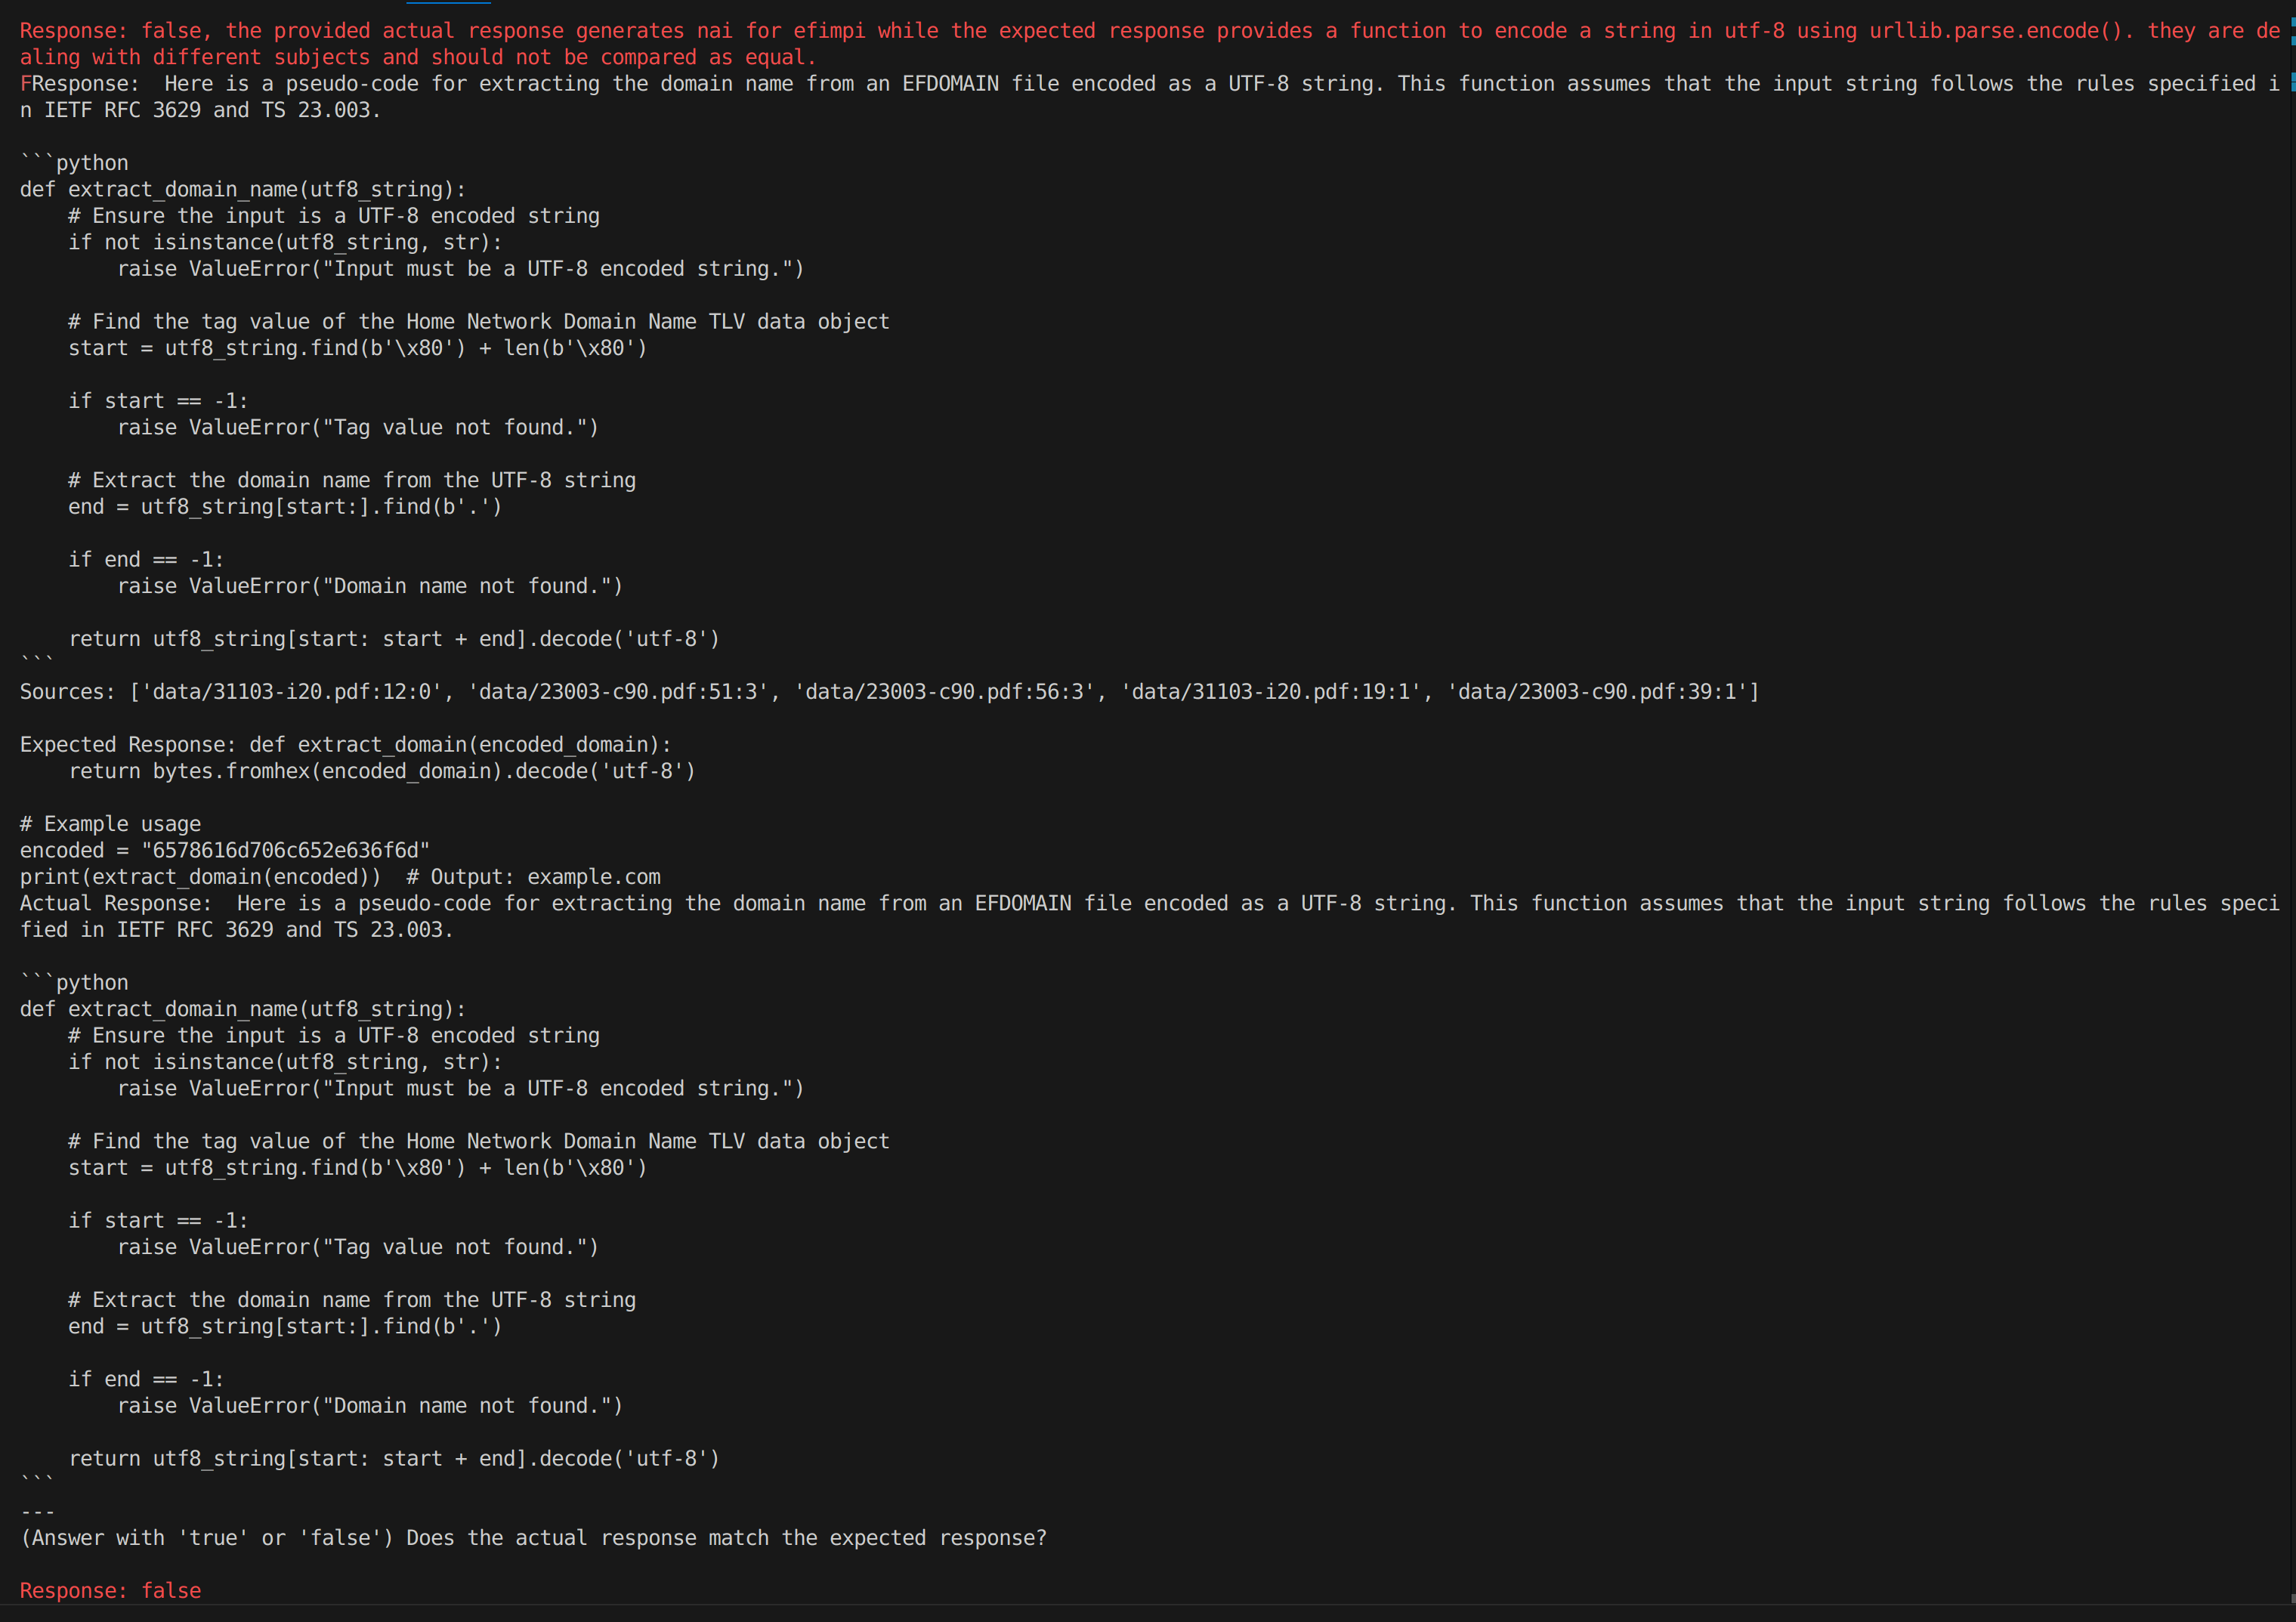 Response: false, the provided actual response generates nai for efimpi while the expected response provides a function to encode a string in utf-8 using urllib.parse.encode(). they are de
aling with different subjects and should not be compared as equal.
FResponse:  Here is a pseudo-code for extracting the domain name from an EFDOMAIN file encoded as a UTF-8 string. This function assumes that the input string follows the rules specified i
n IETF RFC 3629 and TS 23.003.

```python
def extract_domain_name(utf8_string):
    # Ensure the input is a UTF-8 encoded string
    if not isinstance(utf8_string, str):
        raise ValueError("Input must be a UTF-8 encoded string.")

    # Find the tag value of the Home Network Domain Name TLV data object
    start = utf8_string.find(b'\x80') + len(b'\x80')

    if start == -1:
        raise ValueError("Tag value not found.")

    # Extract the domain name from the UTF-8 string
    end = utf8_string[start:].find(b'.')

    if end == -1:
        raise ValueError("Domain name not found.")

    return utf8_string[start: start + end].decode('utf-8')
```
Sources: ['data/31103-i20.pdf:12:0', 'data/23003-c90.pdf:51:3', 'data/23003-c90.pdf:56:3', 'data/31103-i20.pdf:19:1', 'data/23003-c90.pdf:39:1']

Expected Response: def extract_domain(encoded_domain):
    return bytes.fromhex(encoded_domain).decode('utf-8')

# Example usage
encoded = "6578616d706c652e636f6d"
print(extract_domain(encoded))  # Output: example.com
Actual Response:  Here is a pseudo-code for extracting the domain name from an EFDOMAIN file encoded as a UTF-8 string. This function assumes that the input string follows the rules speci
fied in IETF RFC 3629 and TS 23.003.

```python
def extract_domain_name(utf8_string):
    # Ensure the input is a UTF-8 encoded string
    if not isinstance(utf8_string, str):
        raise ValueError("Input must be a UTF-8 encoded string.")

    # Find the tag value of the Home Network Domain Name TLV data object
    start = utf8_string.find(b'\x80') + len(b'\x80')

    if start == -1:
        raise ValueError("Tag value not found.")

    # Extract the domain name from the UTF-8 string
    end = utf8_string[start:].find(b'.')

    if end == -1:
        raise ValueError("Domain name not found.")

    return utf8_string[start: start + end].decode('utf-8')
```
---
(Answer with 'true' or 'false') Does the actual response match the expected response?

Response: false